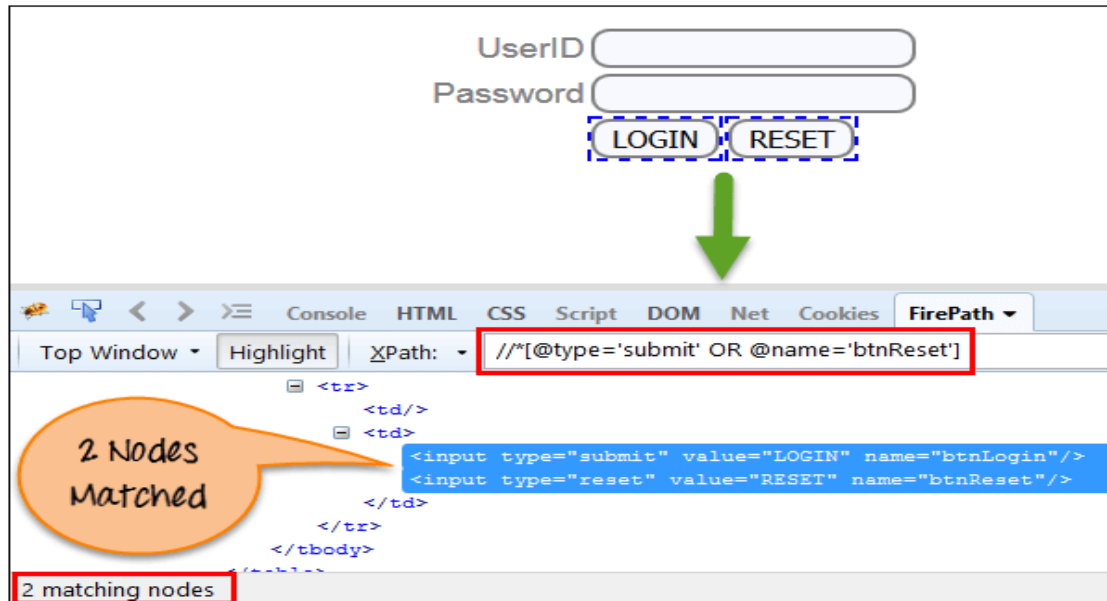 UserID
Password
LOGIN RESET
Console HTML CSS Script DOM Net Cookies FirePath
Top Window Highlight XPath: //*[@type='submit' OR @name='btnReset']
<tr>
<td/>
<td>
<input type="submit" value="LOGIN" name="btnLogin"/>
<input type="reset" value="RESET" name="btnReset"/>
</td>
</tr>
</tbody>
2 Nodes
Matched
2 matching nodes